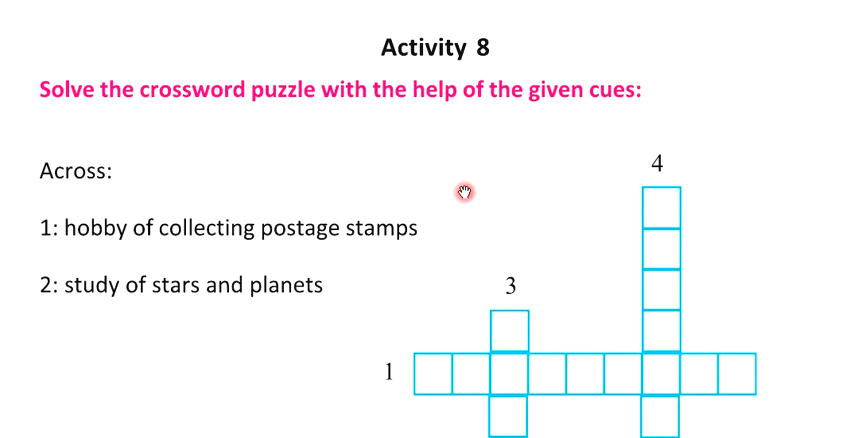 Activity 8
Solve the crossword puzzle with the help of the given cues:
Across:
4
1: hobby of collecting postage stamps
2: study of stars and planets
3
1